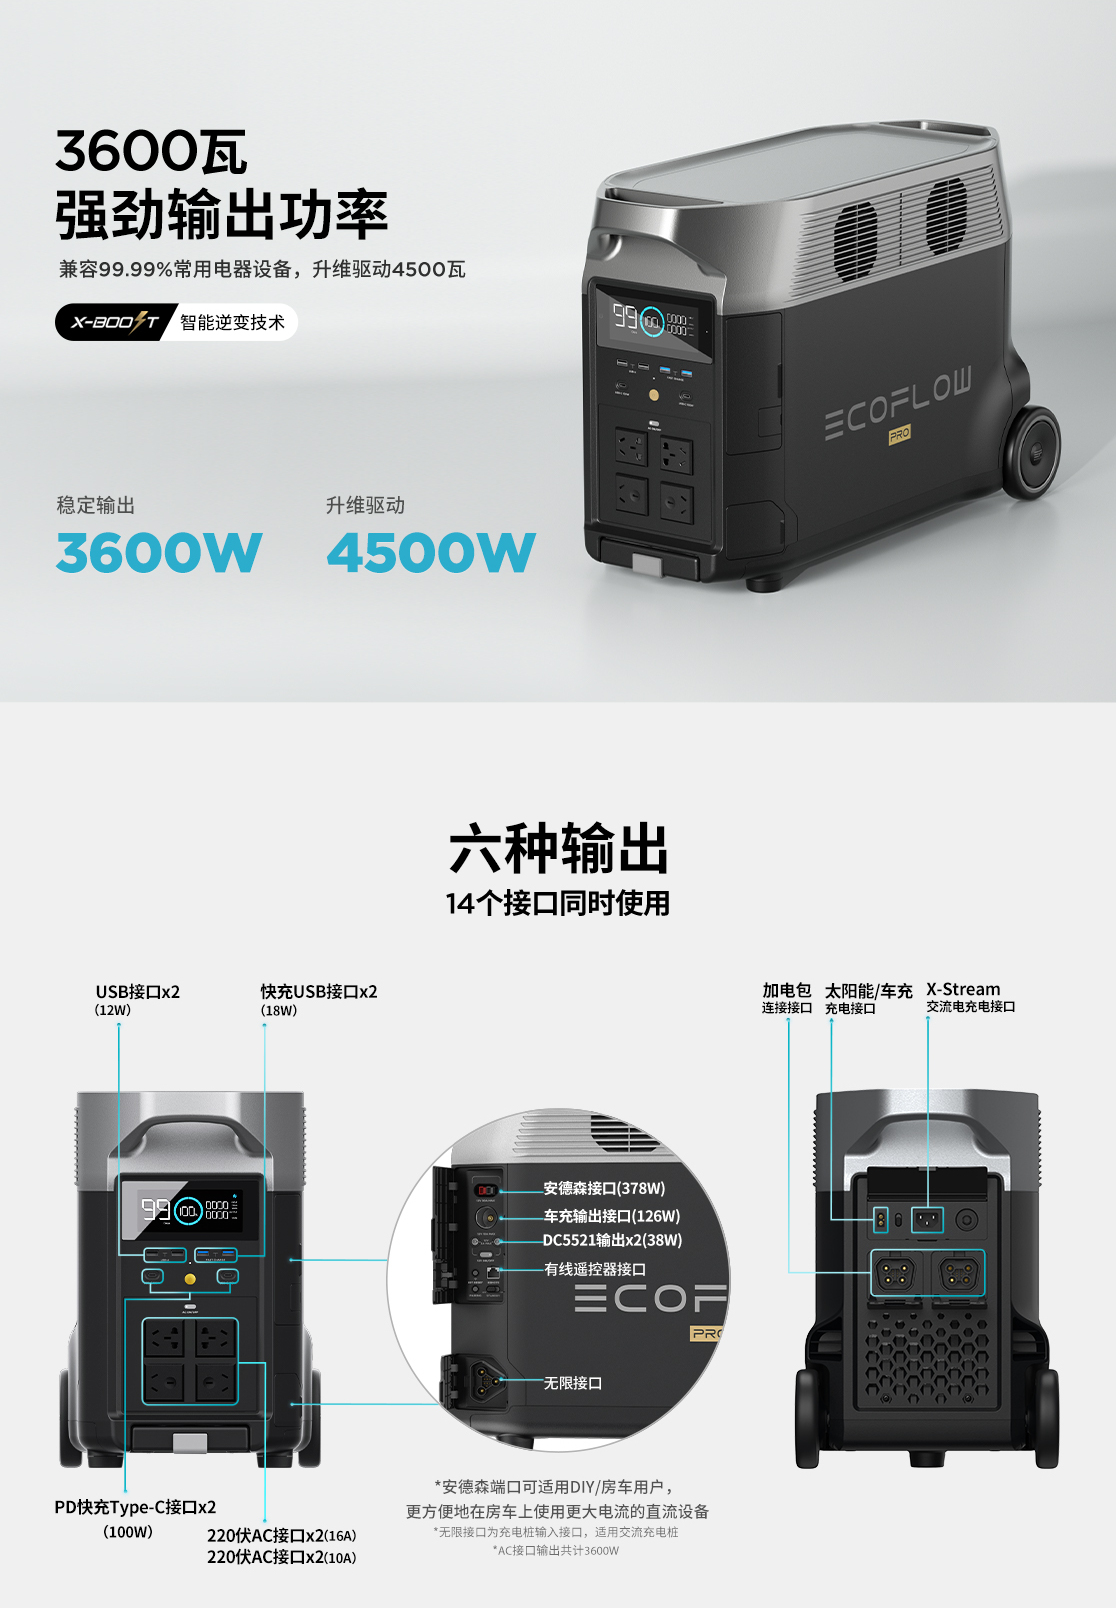 3600瓦
强劲输出功率
兼容99.99%常用电器设备，升维驱动4500瓦
X-BOOST 智能逆变技术
稳定输出
3600W
升维驱动
4500W
99
100%
ECOFLOW
PRO
六种输出
14个接口同时使用
USB接口x2
（12W）
快充USB接口x2
（18W）
加电包
连接接口
太阳能/车充
充电接口
X-Stream
交流电充电接口
99
100%
安德森接口(378W)
车充输出接口(126W)
DC5521输出x2(38W)
有线遥控器接口
ECOF
PRO
无限接口
PD快充Type-C接口x2
（100W）
220伏AC接口x2(16A)
220伏AC接口x2(10A)
*安德森端口可适用DIY/房车用户，
更方便地在房车上使用更大电流的直流设备
*无限接口为充电桩输入接口，适用交流充电桩
*AC接口输出共计3600W